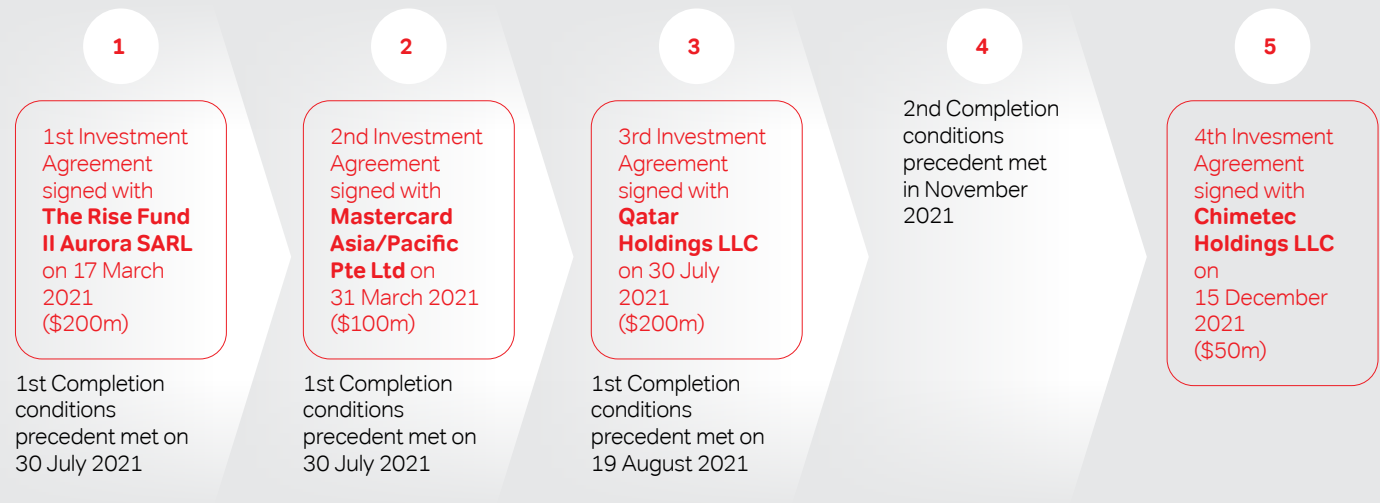 1
1st Investment
Agreement
signed with
The Rise Fund
II Aurora SARL
on 17 March
2021
($200m)
1st Completion
conditions
precedent met on
30 July 2021
2
2nd Investment
Agreement
signed with
Mastercard
Asia/Pacific
Pte Ltd on
31 March 2021
($100m)
1st Completion
conditions
precedent met on
30 July 2021
3
3rd Investment
Agreement
signed with
Qatar
Holdings LLC
on 30 July
2021
($200m)
1st Completion
conditions
precedent met on
19 August 2021
4
2nd Completion
conditions
precedent met
in November
2021
5
4th Invesment
Agreement
signed with
Chimetec
Holdings LLC
on
15 December
2021
($50m)